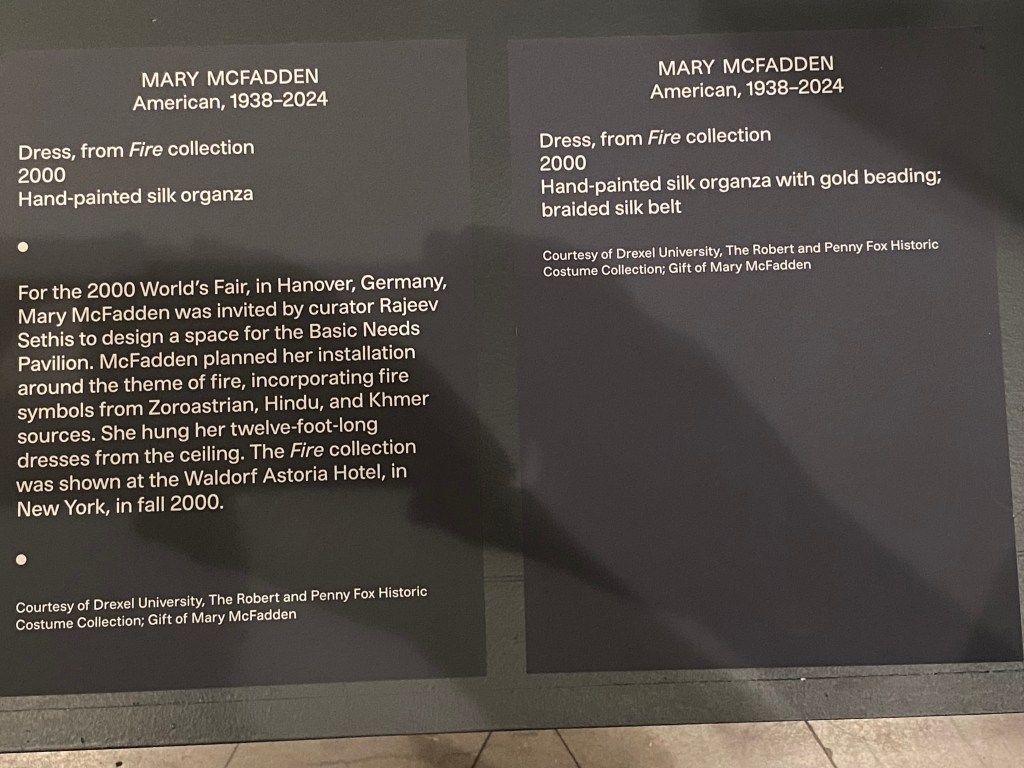 MARY MCFADDEN
American, 1938–2024
Dress, from Fire collection
2000
Hand-painted silk organza
●
For the 2000 World's Fair, in Hanover, Germany,
Mary McFadden was invited by curator Rajeev
Sethis to design a space for the Basic Needs
Pavilion. McFadden planned her installation
around the theme of fire, incorporating fire
symbols from Zoroastrian, Hindu, and Khmer
sources. She hung her twelve-foot-long
dresses from the ceiling. The Fire collection
was shown at the Waldorf Astoria Hotel, in
New York, in fall 2000.
●
Courtesy of Drexel University, The Robert and Penny Fox Historic
Costume Collection; Gift of Mary McFadden
MARY MCFADDEN
American, 1938–2024
Dress, from Fire collection
2000
Hand-painted silk organza with gold beading;
braided silk belt
Courtesy of Drexel University, The Robert and Penny Fox Historic
Costume Collection; Gift of Mary McFadden